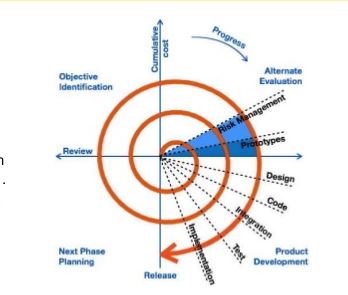 Progress
Cumulative
cost
Objective
Identification
Alternate
Evaluation
Risk Management
Prototypes
Review
Design
Code
Integration
Test
Implementation
Next Phase
Planning
Release
Product
Development